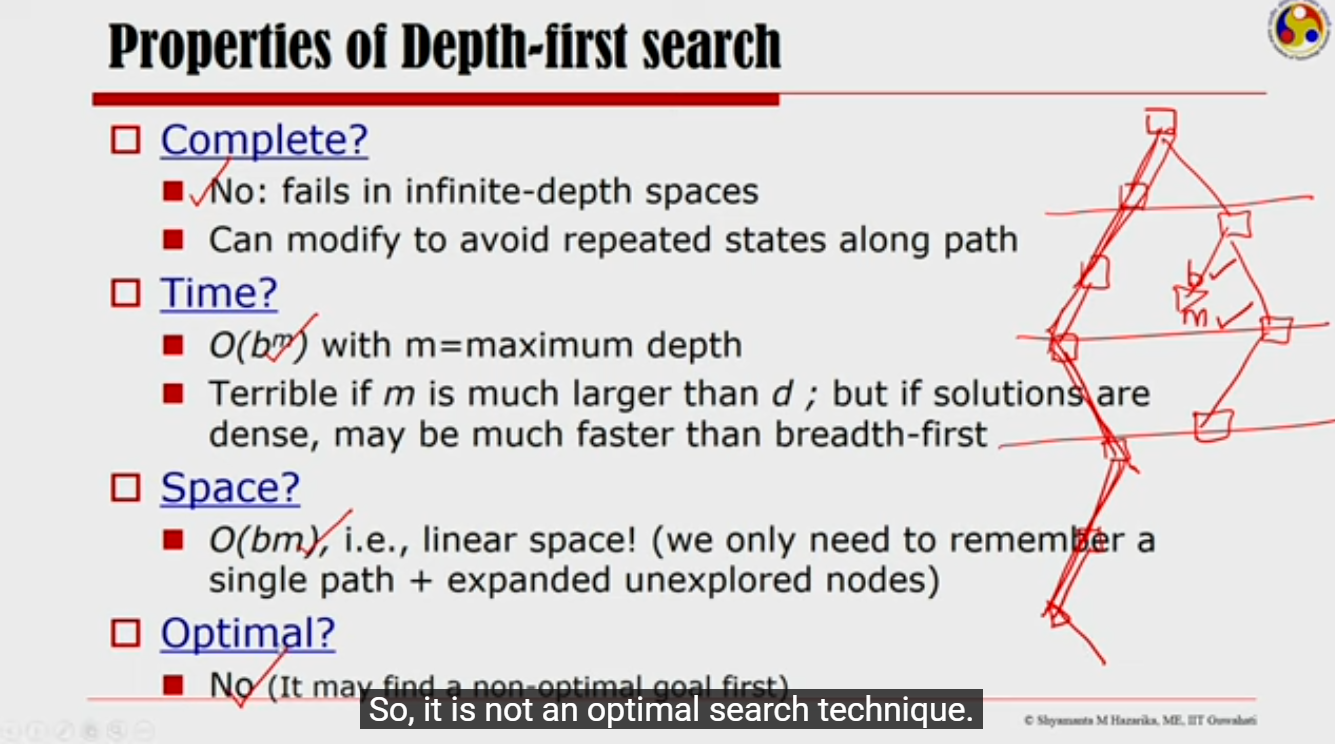 Properties of Depth-first search
Complete?
No: fails in infinite-depth spaces
Can modify to avoid repeated states along path
Time?
O(bᵐ) with m=maximum depth
Terrible if m is much larger than d ; but if solutions are
dense, may be much faster than breadth-first
Space?
O(bm), i.e., linear space! (we only need to remember a
single path + expanded unexplored nodes)
Optimal?
No (It may find a non-optimal goal first)
b
m
So, it is not an optimal search technique.
© Shyamanta M Hazarika, ME, IIT Guwahati